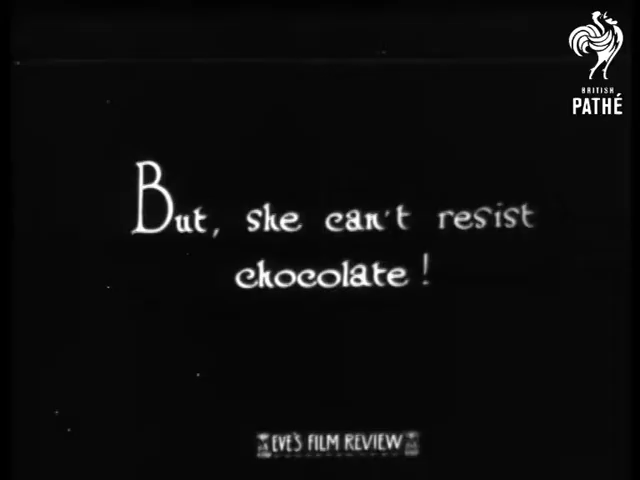 BRITISH
PATHÉ
But, she can't resist
chocolate!
EVE'S FILM REVIEW